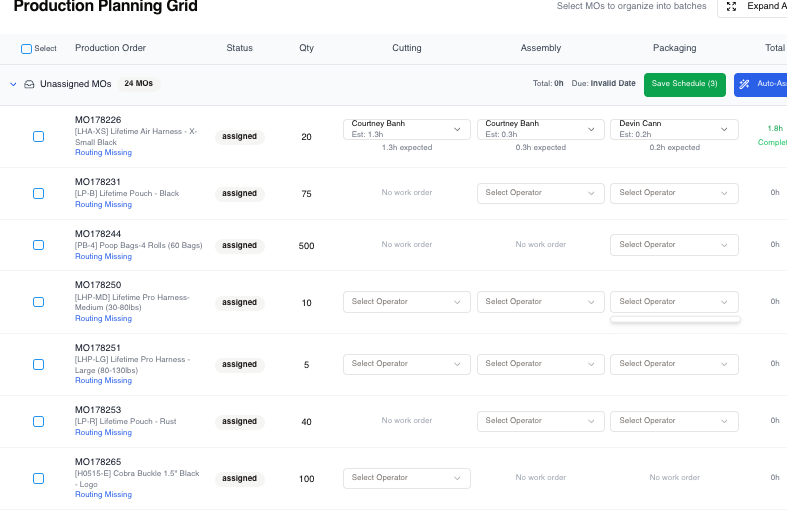 Production Planning Grid
Select MOs to organize into batches
Expand A
Select
Production Order
Status
Qty
Cutting
Assembly
Packaging
Total
Unassigned MOs
24 MOs
Total: 0h
Due: Invalid Date
Save Schedule (3)
Auto-Ass
MO178226
[LHA-XS] Lifetime Air Harness - X-
Small Black
Routing Missing
assigned
20
Courtney Banh
Est: 1.3h
1.3h expected
Courtney Banh
Est: 0.3h
0.3h expected
Devin Cann
Est: 0.2h
0.2h expected
1.8h
Complet
MO178231
[LP-B] Lifetime Pouch - Black
Routing Missing
assigned
75
No work order
Select Operator
Select Operator
0h
MO178244
[PB-4] Poop Bags-4 Rolls (60 Bags)
Routing Missing
assigned
500
No work order
No work order
Select Operator
0h
MO178250
[LHP-MD] Lifetime Pro Harness-
Medium (30-80lbs)
Routing Missing
assigned
10
Select Operator
Select Operator
Select Operator
0h
MO178251
[LHP-LG] Lifetime Pro Harness -
Large (80-130lbs)
Routing Missing
assigned
5
Select Operator
Select Operator
Select Operator
0h
MO178253
[LP-R] Lifetime Pouch - Rust
Routing Missing
assigned
40
No work order
Select Operator
Select Operator
0h
MO178265
[H0515-E] Cobra Buckle 1.5" Black
- Logo
Routing Missing
assigned
100
Select Operator
No work order
No work order
0h